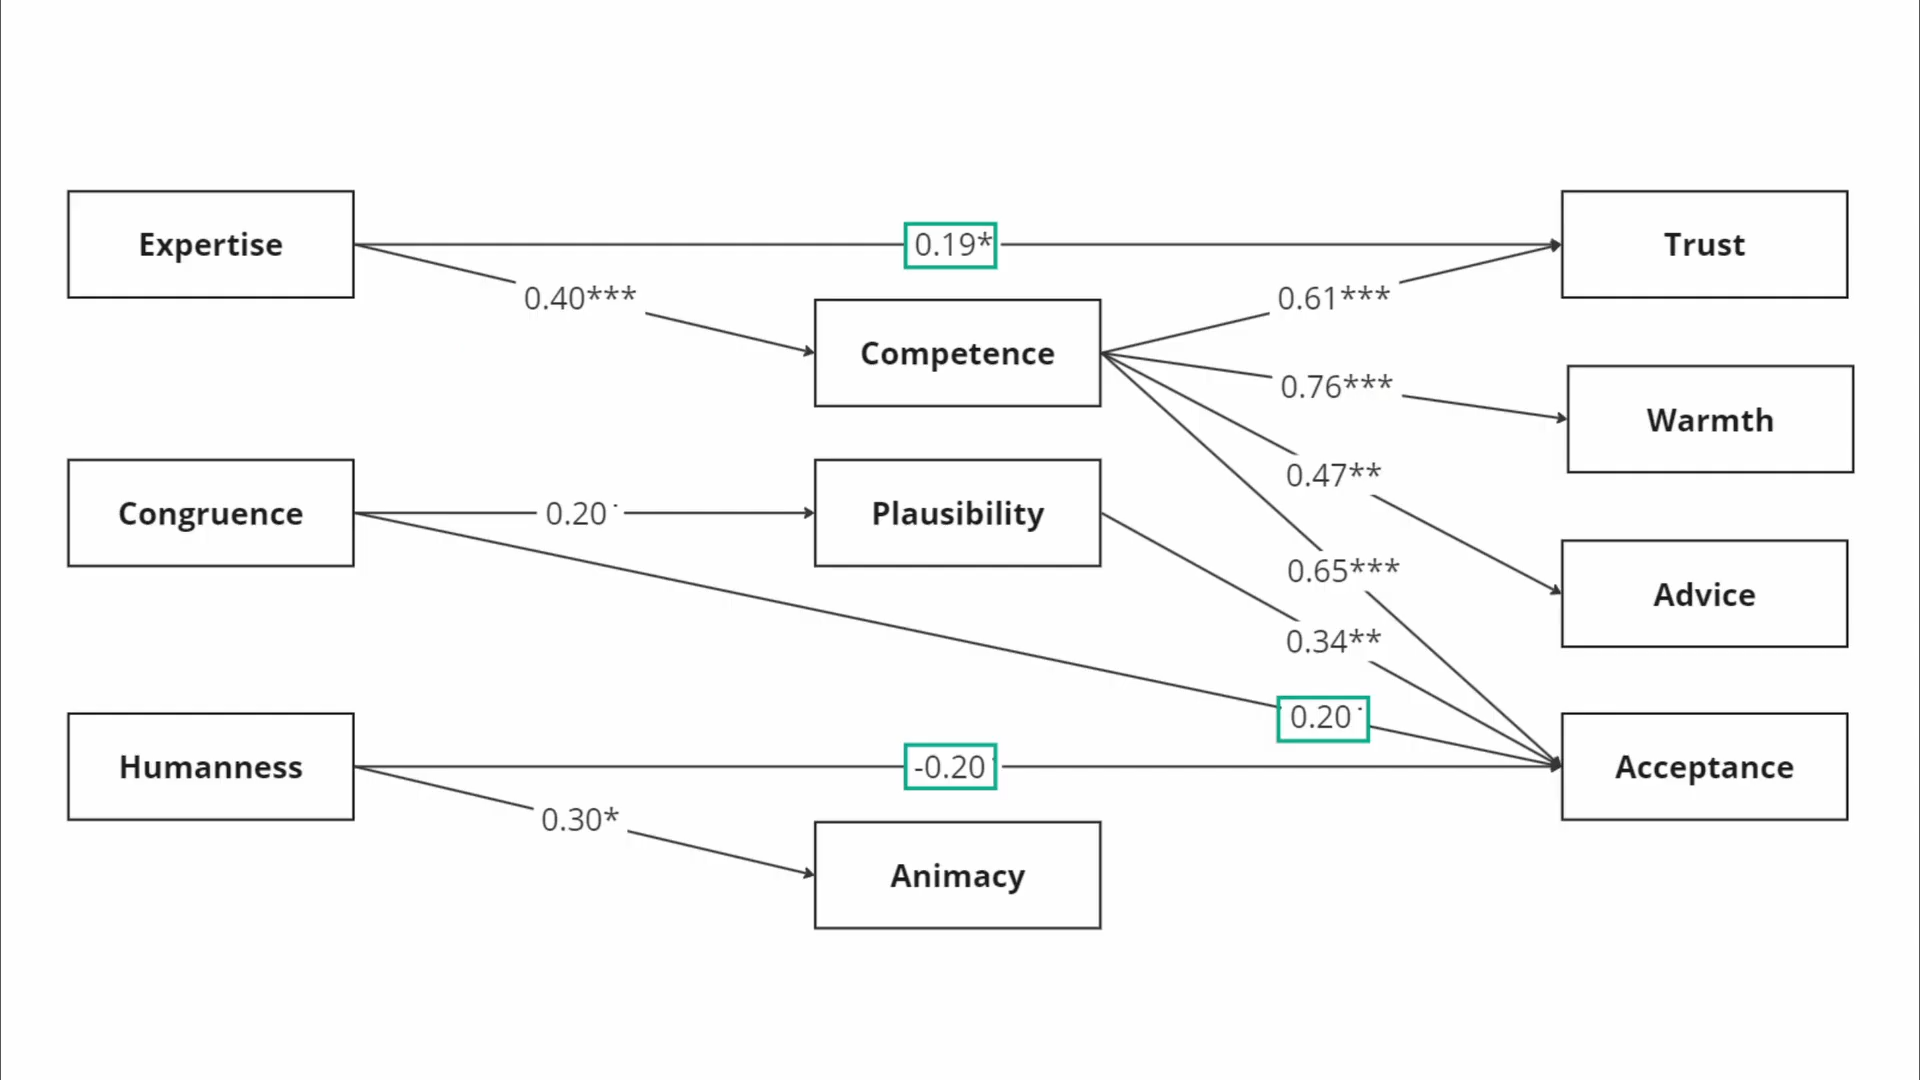 Expertise
0.19*
Trust
0.40***
0.61***
Competence
0.76***
Warmth
0.47**
Congruence
0.20˙
Plausibility
0.65***
Advice
0.34**
0.20˙
Humanness
-0.20˙
Acceptance
0.30*
Animacy